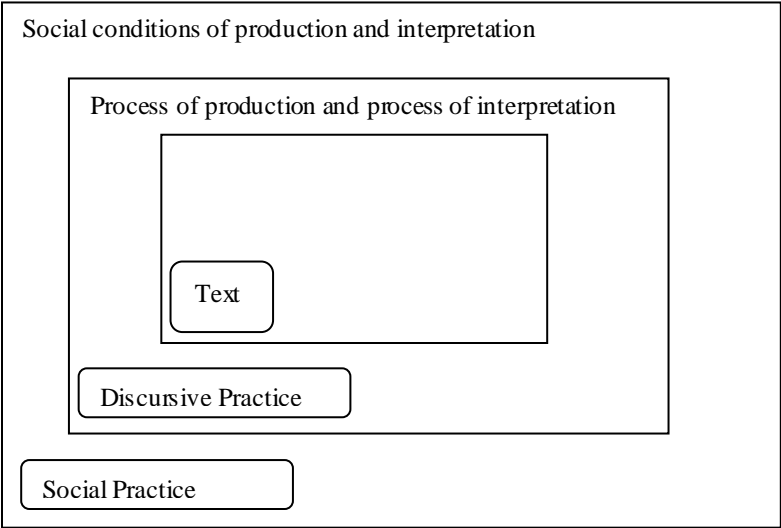 Social conditions of production and interpretation
Process of production and process of interpretation
Text
Discursive Practice
Social Practice